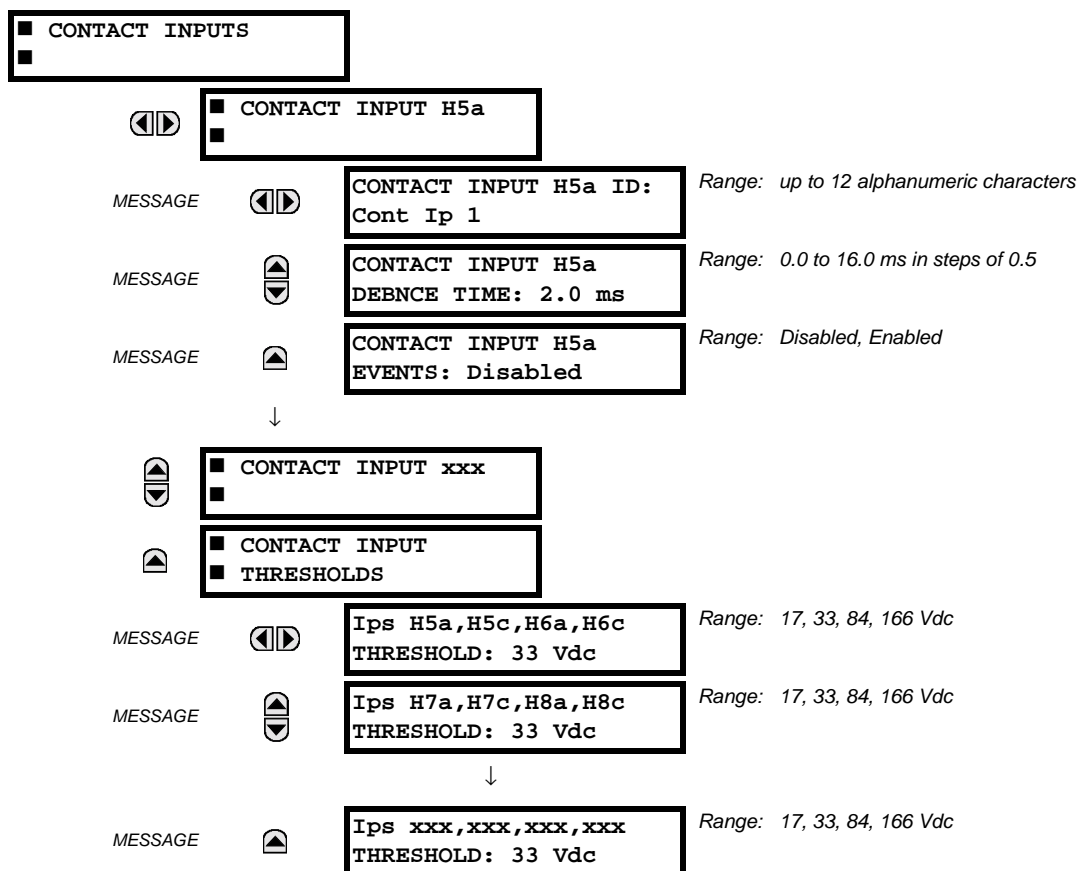 ■ CONTACT INPUTS
■
■ CONTACT INPUT H5a
■
MESSAGE
CONTACT INPUT H5a ID:
Cont Ip 1
Range: up to 12 alphanumeric characters
MESSAGE
CONTACT INPUT H5a
DEBNCE TIME: 2.0 ms
Range: 0.0 to 16.0 ms in steps of 0.5
MESSAGE
CONTACT INPUT H5a
EVENTS: Disabled
Range: Disabled, Enabled
↓
■ CONTACT INPUT xxx
■
■ CONTACT INPUT
■ THRESHOLDS
MESSAGE
Ips H5a,H5c,H6a,H6c
THRESHOLD: 33 Vdc
Range: 17, 33, 84, 166 Vdc
MESSAGE
Ips H7a,H7c,H8a,H8c
THRESHOLD: 33 Vdc
Range: 17, 33, 84, 166 Vdc
↓
MESSAGE
Ips xxx,xxx,xxx,xxx
THRESHOLD: 33 Vdc
Range: 17, 33, 84, 166 Vdc